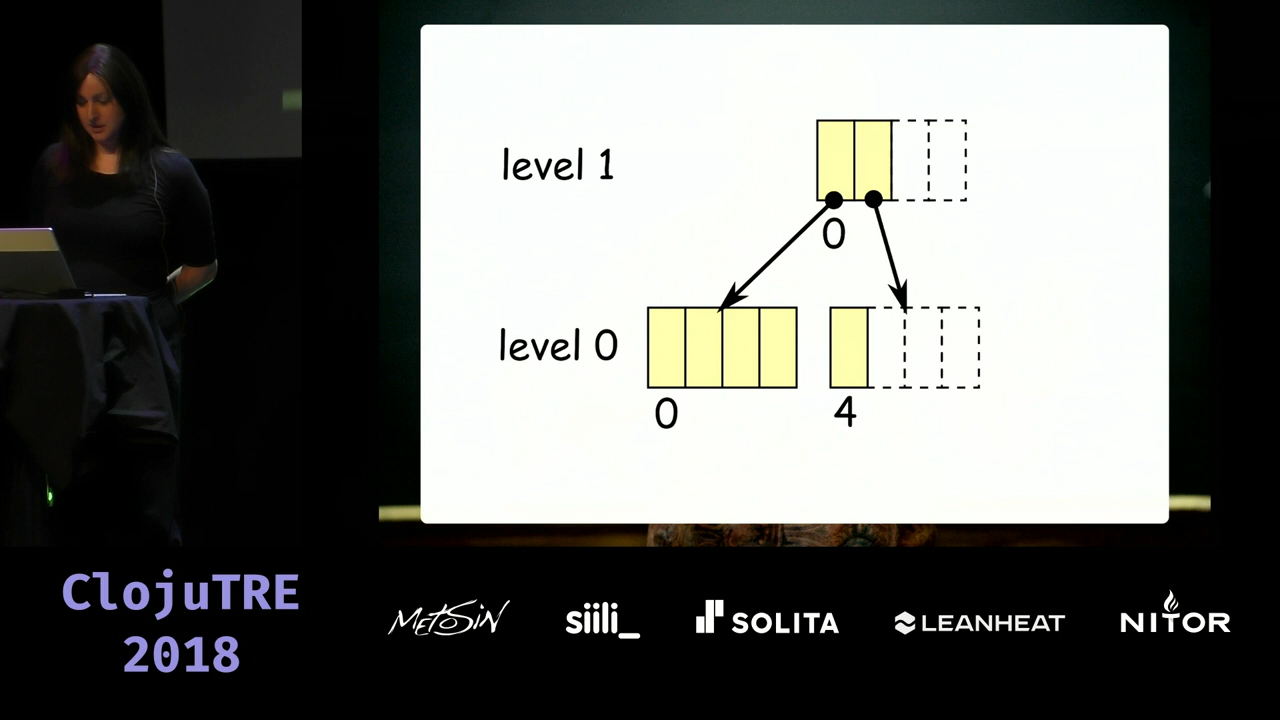 level 1
0
level 0
0
4
ClojuTRE
2018
METOSIN
siili_
SOLITA
LEANHEAT
NITOR